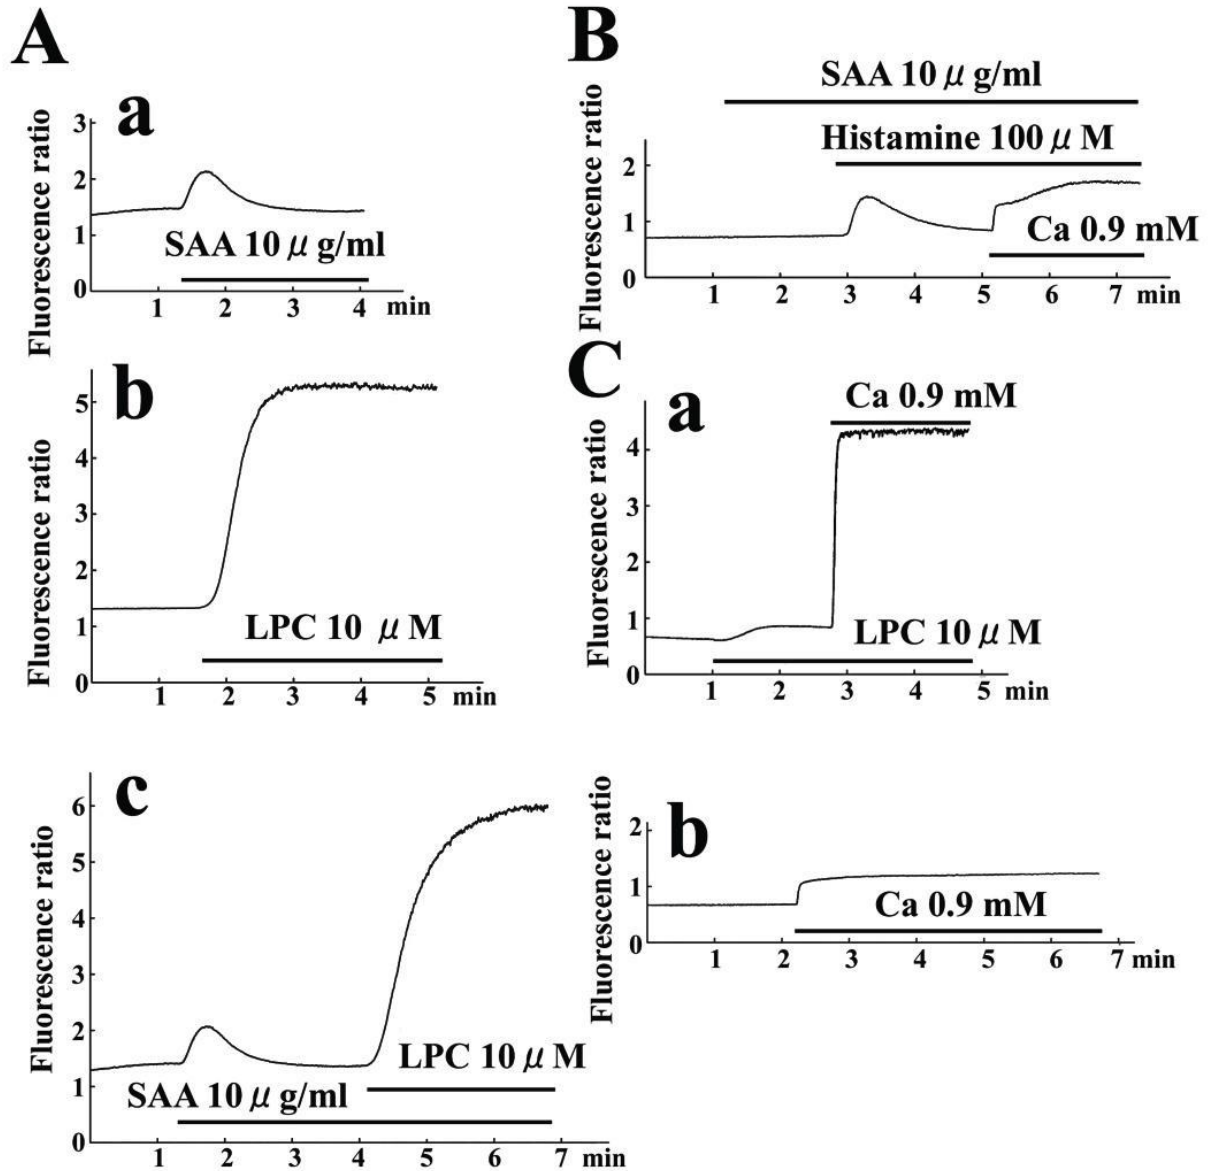 A
a
Fluorescence ratio
3
2
1
0
SAA 10 μ g/ml
1 2 3 4 min
b
Fluorescence ratio
5
4
3
2
1
0
LPC 10 μ M
1 2 3 4 5 min
c
Fluorescence ratio
6
5
4
3
2
1
0
LPC 10 μ M
SAA 10 μ g/ml
1 2 3 4 5 6 7 min
B
SAA 10 μ g/ml
Histamine 100 μ M
Fluorescence ratio
2
1
0
Ca 0.9 mM
1 2 3 4 5 6 7 min
C
a
Ca 0.9 mM
Fluorescence ratio
4
3
2
1
0
LPC 10 μ M
1 2 3 4 5 min
b
Fluorescence ratio
2
1
0
Ca 0.9 mM
1 2 3 4 5 6 7 min